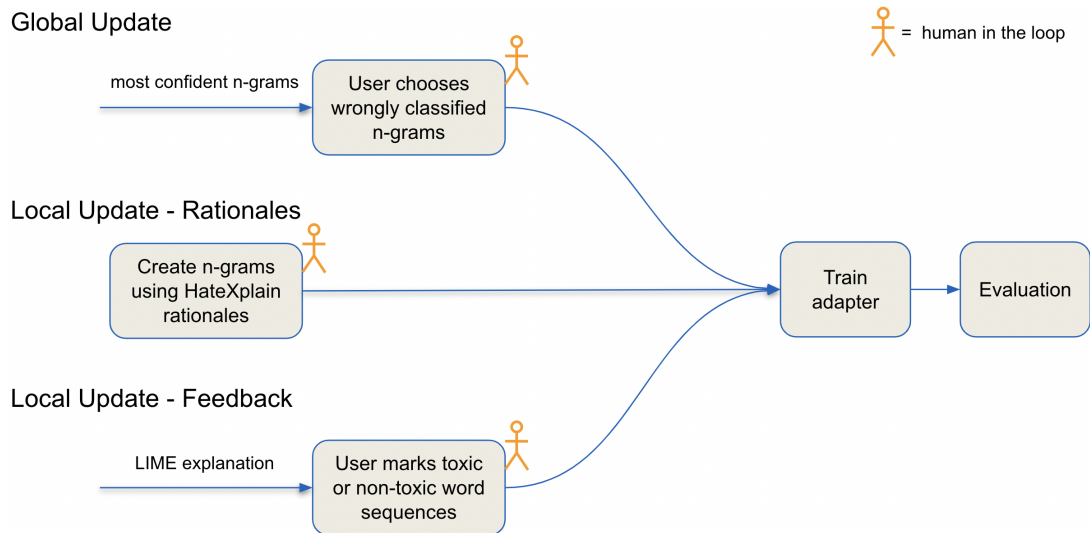 Global Update
= human in the loop
most confident n-grams
User chooses
wrongly classified
n-grams
Local Update - Rationales
Create n-grams
using HateXplain
rationales
Train
adapter
Evaluation
Local Update - Feedback
LIME explanation
User marks toxic
or non-toxic word
sequences